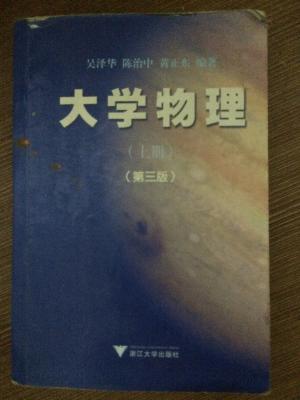 吴泽华 陈治中 黄正东 编著
大学物理
（上册）
（第三版）
浙江大学出版社